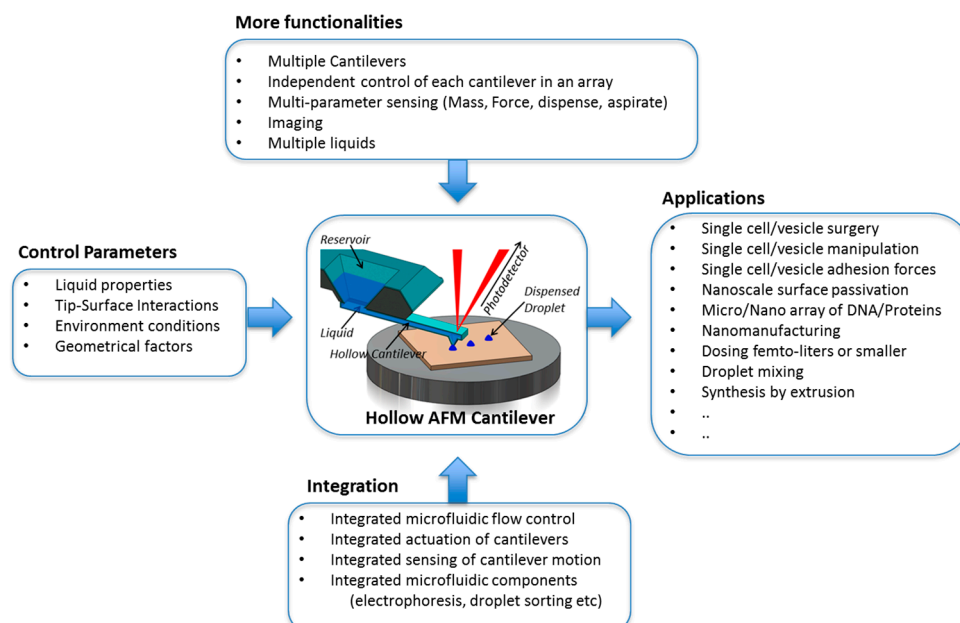 More functionalities
• Multiple Cantilevers
• Independent control of each cantilever in an array
• Multi-parameter sensing (Mass, Force, dispense, aspirate)
• Imaging
• Multiple liquids
Control Parameters
• Liquid properties
• Tip-Surface Interactions
• Environment conditions
• Geometrical factors
Reservoir
Photodetector
Dispensed
Droplet
Liquid
Hollow Cantilever
Hollow AFM Cantilever
Applications
• Single cell/vesicle surgery
• Single cell/vesicle manipulation
• Single cell/vesicle adhesion forces
• Nanoscale surface passivation
• Micro/Nano array of DNA/Proteins
• Nanomanufacturing
• Dosing femto-liters or smaller
• Droplet mixing
• Synthesis by extrusion
• ..
• ..
Integration
• Integrated microfluidic flow control
• Integrated actuation of cantilevers
• Integrated sensing of cantilever motion
• Integrated microfluidic components
(electrophoresis, droplet sorting etc)